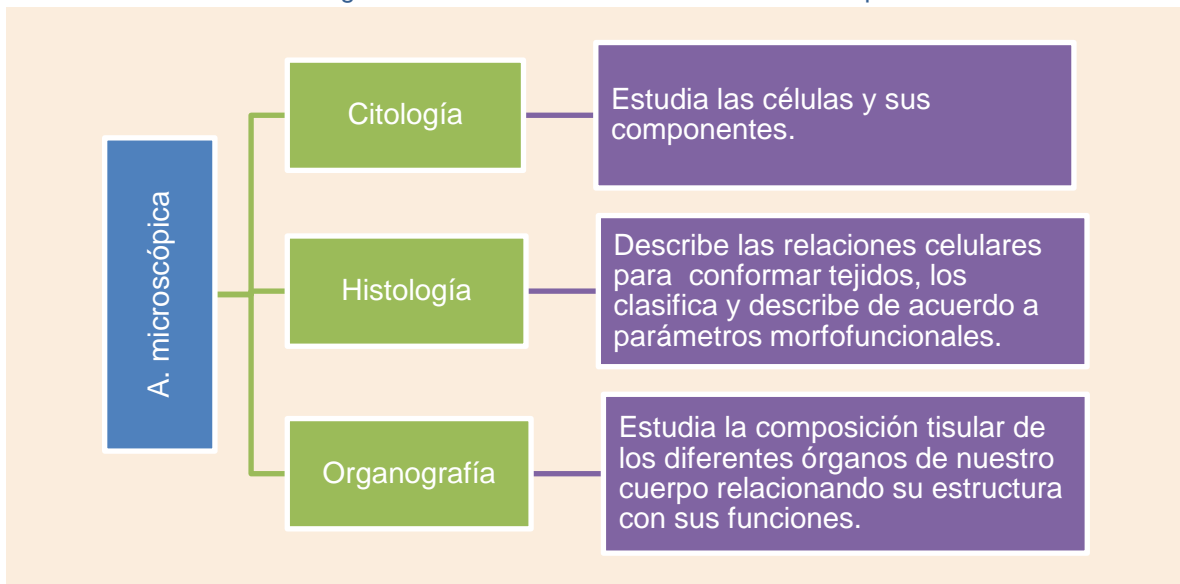 Citología
Estudia las células y sus
componentes.
A. microscópica
Histología
Describe las relaciones celulares
para conformar tejidos, los
clasifica y describe de acuerdo a
parámetros morfofuncionales.
Organografía
Estudia la composición tisular de
los diferentes órganos de nuestro
cuerpo relacionando su estructura
con sus funciones.